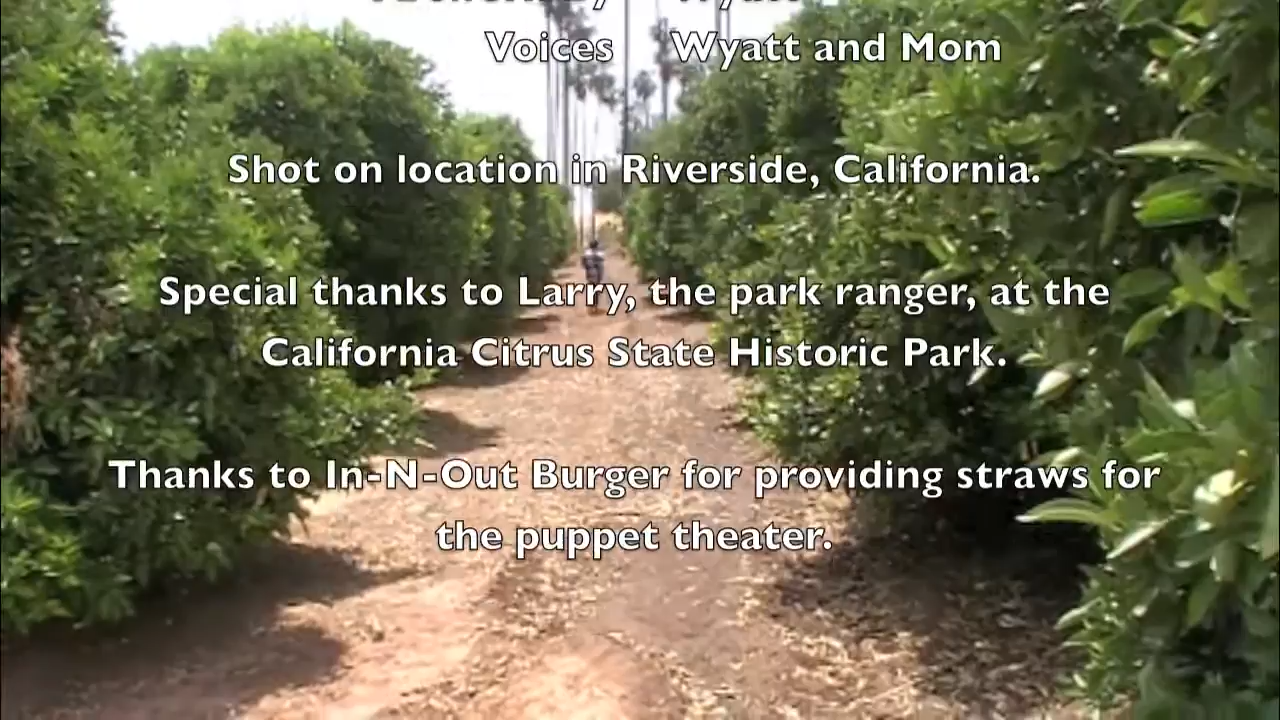 Voices Wyatt and Mom
Shot on location in Riverside, California.
Special thanks to Larry, the park ranger, at the
California Citrus State Historic Park.
Thanks to In-N-Out Burger for providing straws for
the puppet theater.